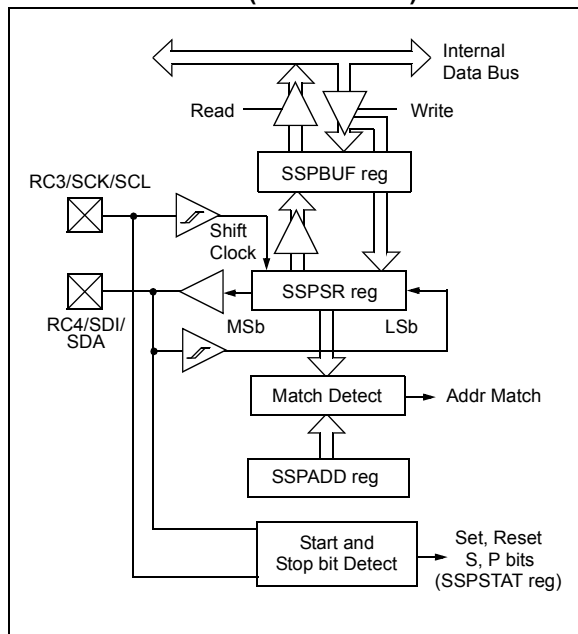 Internal
Data Bus
Read
Write
SSPBUF reg
RC3/SCK/SCL
Shift
Clock
SSPSR reg
MSb
LSb
RC4/SDI/
SDA
Match Detect
Addr Match
SSPADD reg
Start and
Stop bit Detect
Set, Reset
S, P bits
(SSPSTAT reg)